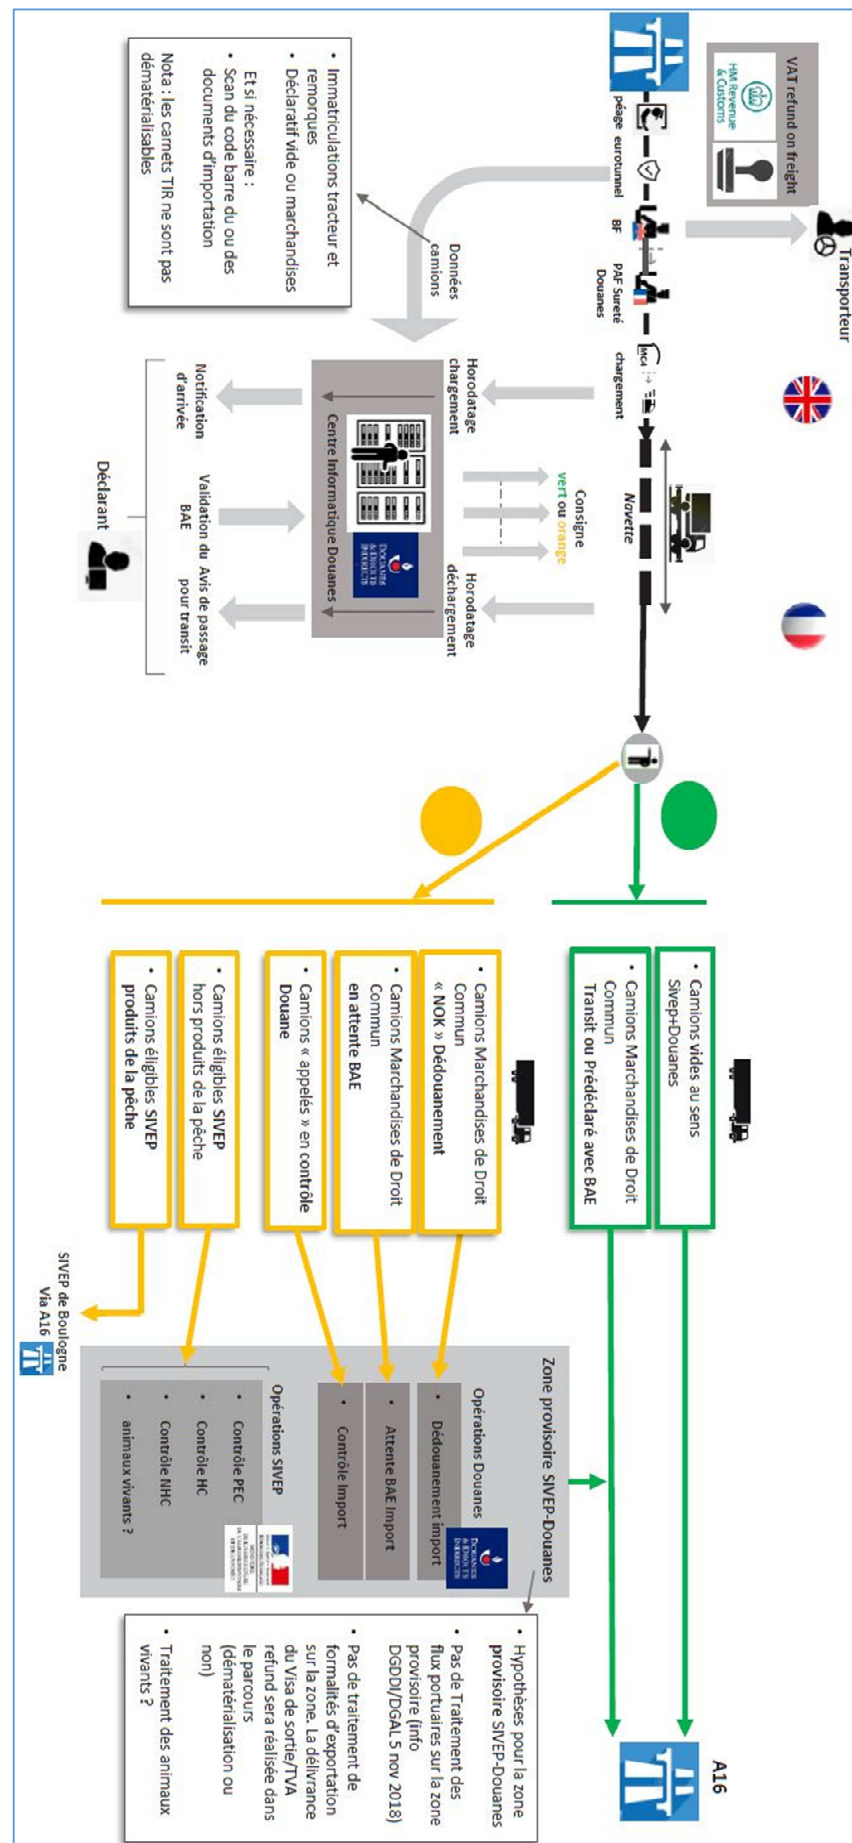 VAT refund on freight
HM Revenue
& Customs
Transporteur
péage eurotunnel
BF
PAF Sureté
Douanes
MCA
chargement
Navette
Données
camions
• Immatriculations tracteur et
remorques
• Déclaratif vide ou marchandises
Et si nécessaire :
• Scan du code barre du ou des
documents d'importation
Nota : les carnets TIR ne sont pas
dématérialisables
Horodatage
chargement
Consigne
vert ou orange
Horodatage
déchargement
DOUANES
& DROITS
INDIRECTS
Centre Informatique Douanes
Notification
d'arrivée
Validation du
BAE
Avis de passage
pour transit
Déclarant
• Camions vides au sens
Sivep+Douanes
• Camions Marchandises de Droit
Commun
Transit ou Prédéclaré avec BAE
• Camions Marchandises de Droit
Commun
« NOK » Dédouanement
• Camions Marchandises de Droit
Commun
en attente BAE
• Camions « appelés » en contrôle
Douane
• Camions éligibles SIVEP
hors produits de la pêche
• Camions éligibles SIVEP
produits de la pêche
SIVEP de Boulogne
Via A16
Zone provisoire SIVEP-Douanes
Opérations Douanes
DOUANES
& DROITS
INDIRECTS
• Dédouanement import
• Attente BAE Import
• Contrôle Import
Opérations SIVEP
• Contrôle PEC
• Contrôle HC
• Contrôle NHC
• animaux vivants ?
A16
• Hypothèses pour la zone
provisoire SIVEP-Douanes
• Pas de Traitement des
flux portuaires sur la zone
provisoire (info
DGDDI/DGAL 5 nov 2018)
• Pas de traitement de
formalités d'exportation
sur la zone. La délivrance
du Visa de sortie/TVA
refund sera réalisée dans
le parcours
(dématérialisation ou
non)
• Traitement des animaux
vivants ?